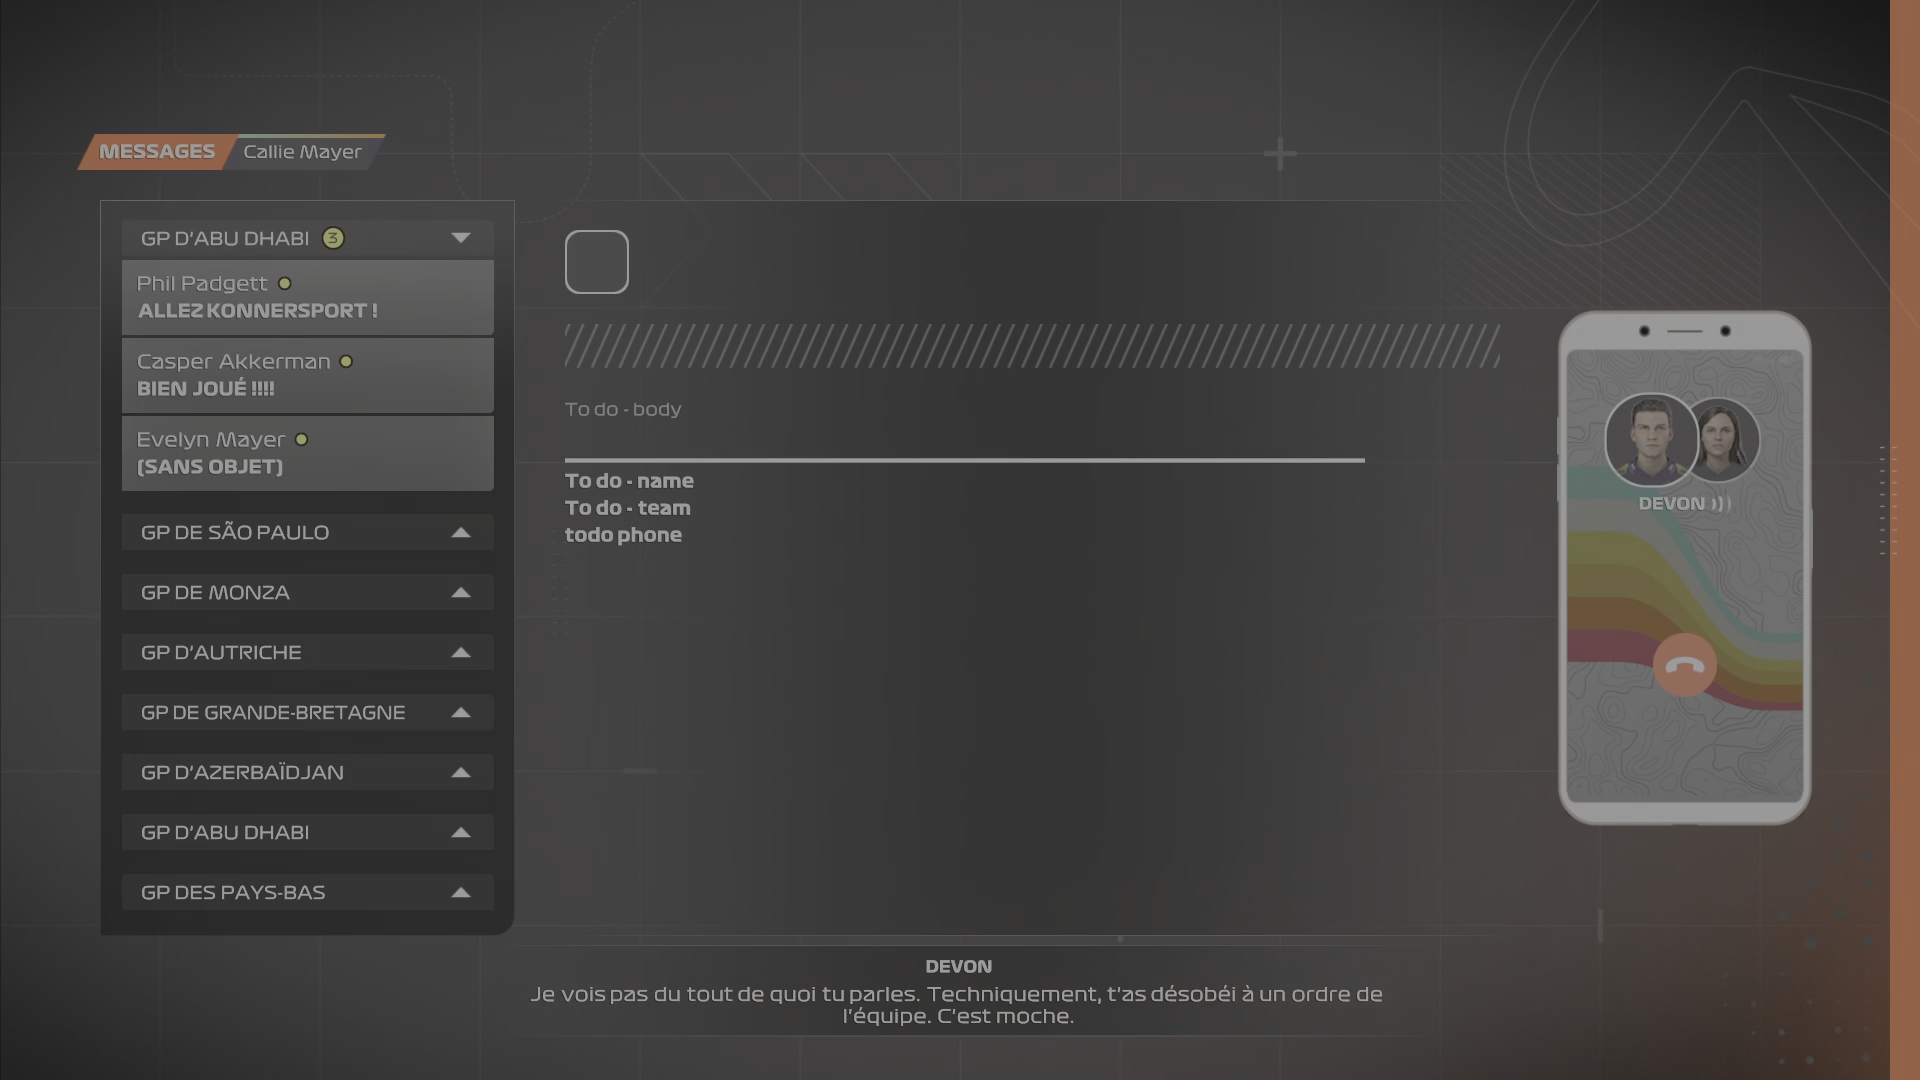 MESSAGES Callie Mayer
GP D'ABU DHABI 3
Phil Padgett
ALLEZ KONNERSPORT !
Casper Akkerman
BIEN JOUÉ !!!!
Evelyn Mayer
(SANS OBJET)
GP DE SÃO PAULO
GP DE MONZA
GP D'AUTRICHE
GP DE GRANDE-BRETAGNE
GP D'AZERBAÏDJAN
GP D'ABU DHABI
GP DES PAYS-BAS
To do - body
To do - name
To do - team
todo phone
DEVON
DEVON
Je vois pas du tout de quoi tu parles. Techniquement, t'as désobéi à un ordre de
l'équipe. C'est moche.